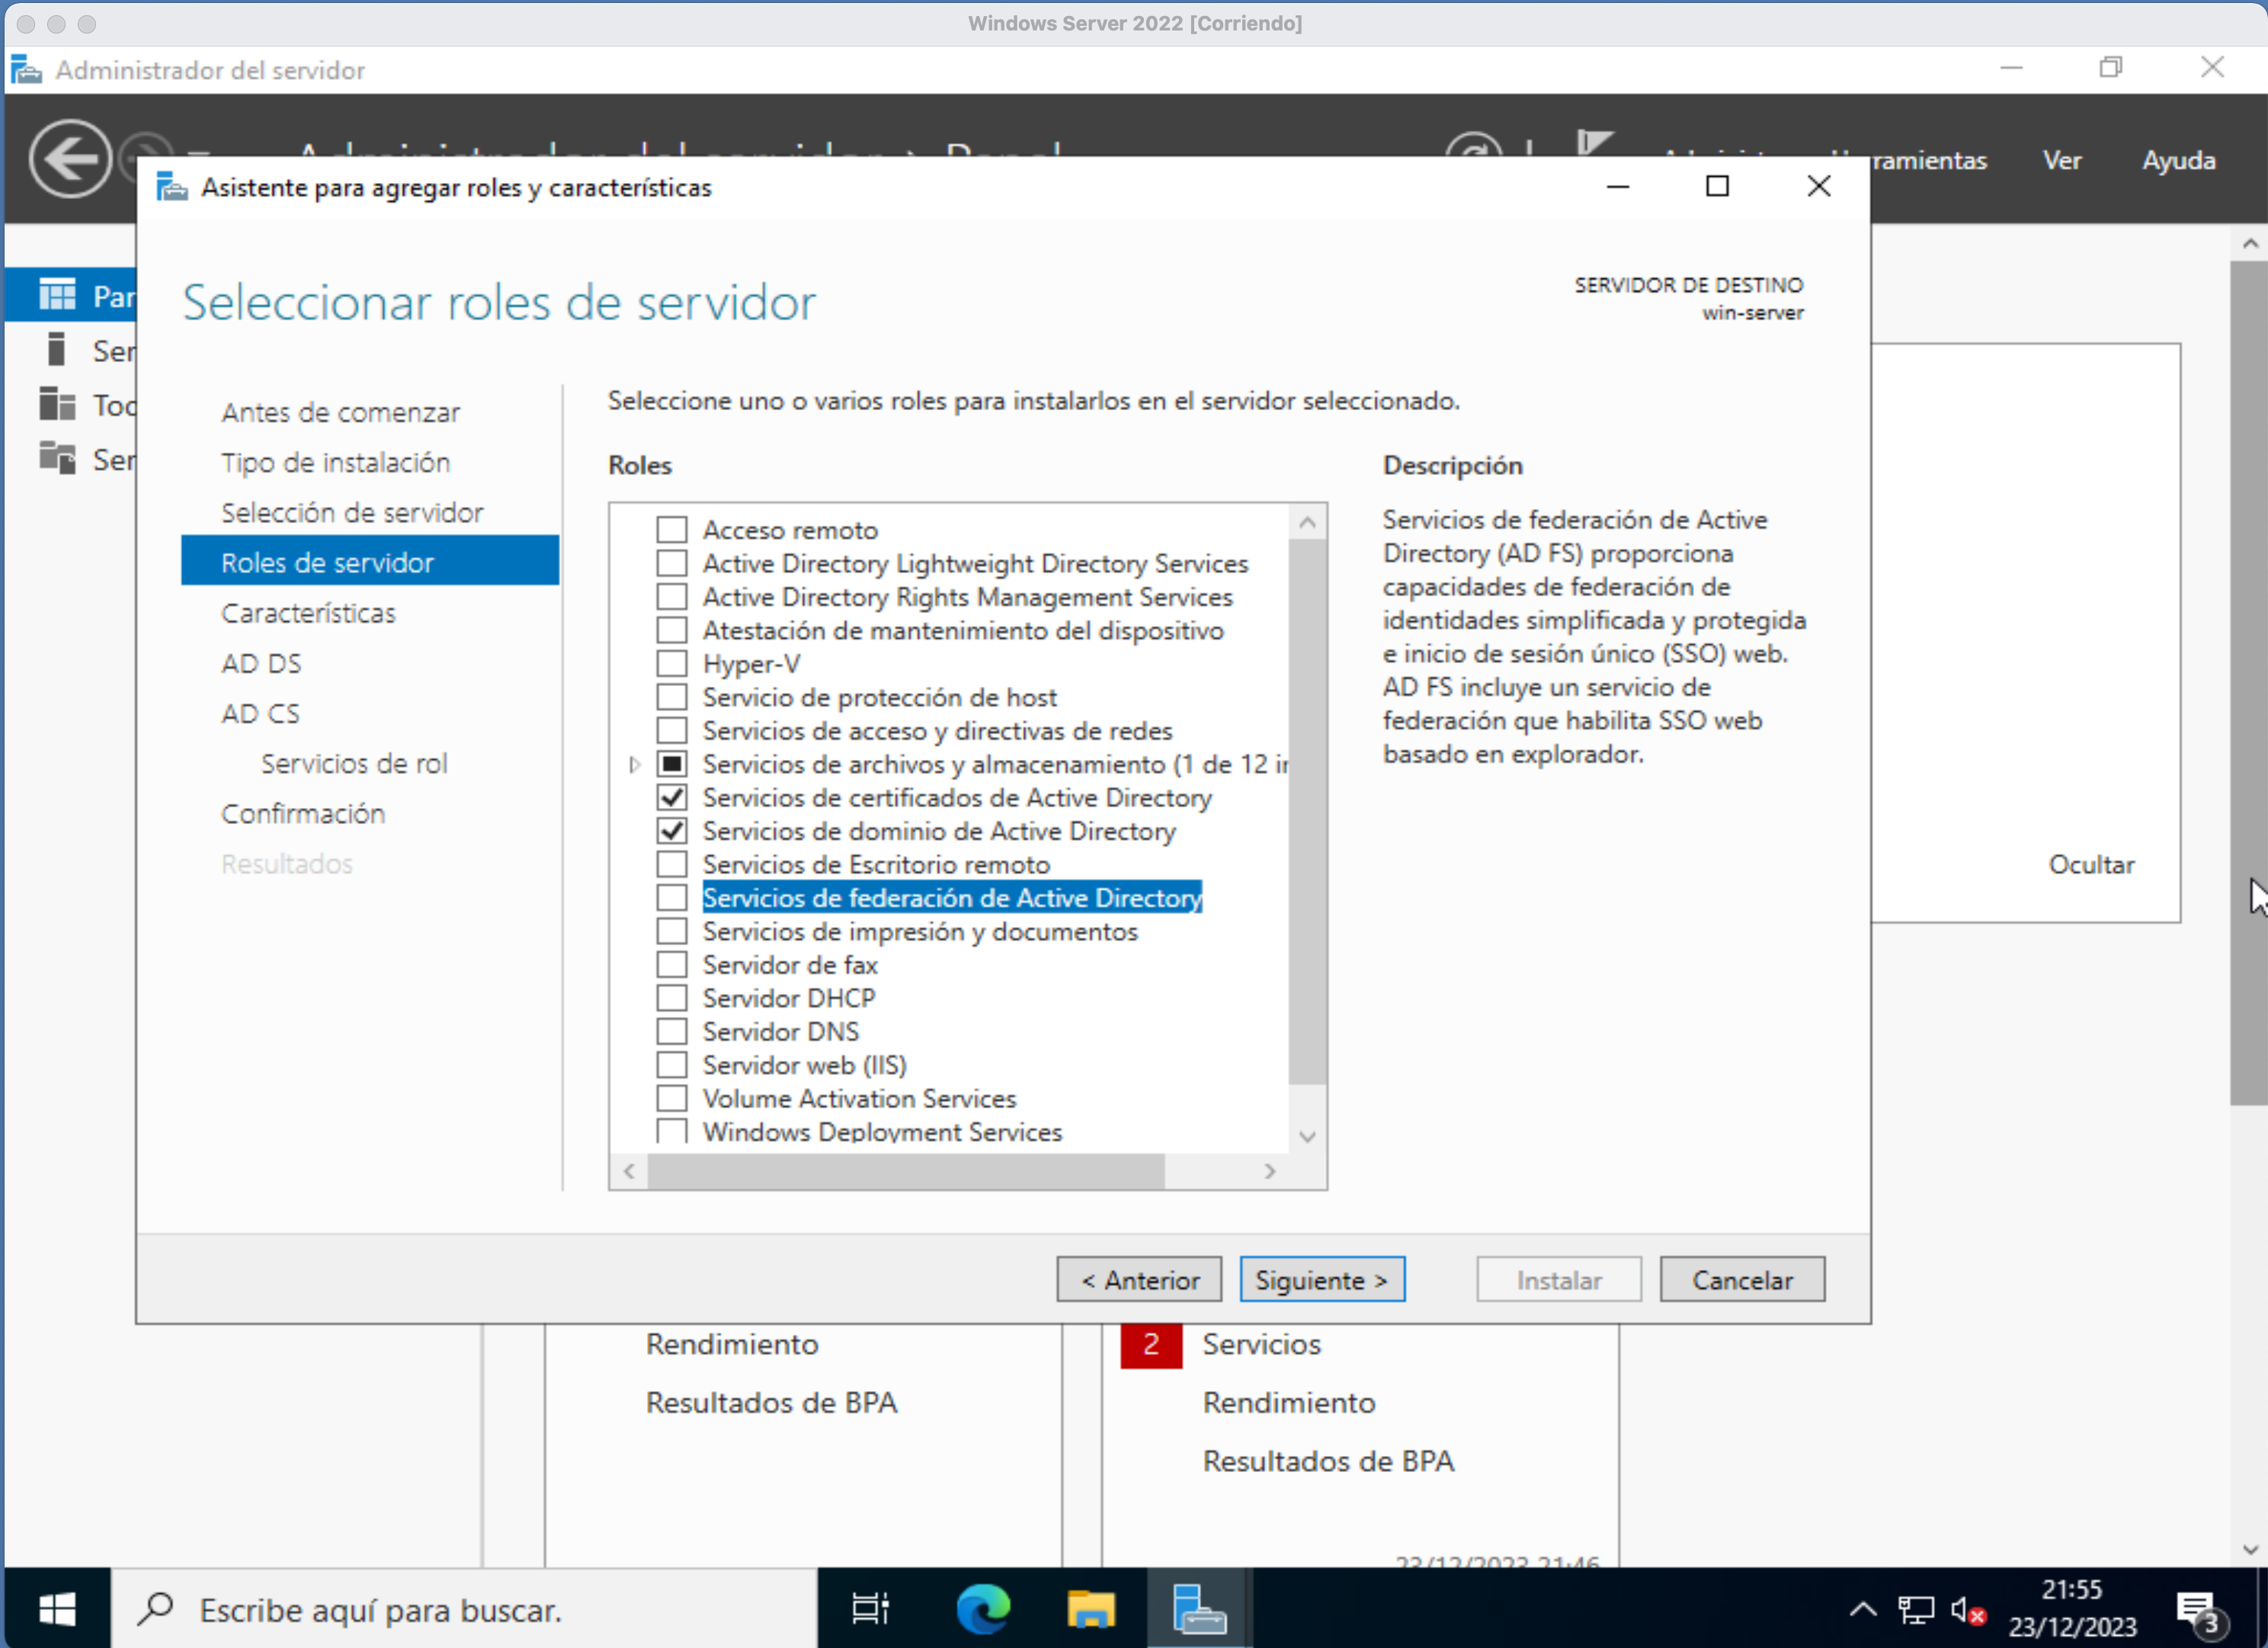 Windows Server 2022 [Corriendo]
Administrador del servidor
Ver
Ayuda
Asistente para agregar roles y características
Seleccionar roles de servidor
SERVIDOR DE DESTINO
win-server
Antes de comenzar
Tipo de instalación
Selección de servidor
Roles de servidor
Características
AD DS
AD CS
Servicios de rol
Confirmación
Resultados
Seleccione uno o varios roles para instalarlos en el servidor seleccionado.
Roles
Acceso remoto
Active Directory Lightweight Directory Services
Active Directory Rights Management Services
Atestación de mantenimiento del dispositivo
Hyper-V
Servicio de protección de host
Servicios de acceso y directivas de redes
Servicios de archivos y almacenamiento (1 de 12 in
Servicios de certificados de Active Directory
Servicios de dominio de Active Directory
Servicios de Escritorio remoto
Servicios de federación de Active Directory
Servicios de impresión y documentos
Servidor de fax
Servidor DHCP
Servidor DNS
Servidor web (IIS)
Volume Activation Services
Windows Deployment Services
Descripción
Servicios de federación de Active
Directory (AD FS) proporciona
capacidades de federación de
identidades simplificada y protegida
e inicio de sesión único (SSO) web.
AD FS incluye un servicio de
federación que habilita SSO web
basado en explorador.
Ocultar
< Anterior
Siguiente >
Instalar
Cancelar
Rendimiento
Resultados de BPA
2 Servicios
Rendimiento
Resultados de BPA
23/12/2023 21:46
Escribe aquí para buscar.
21:55
23/12/2023
3